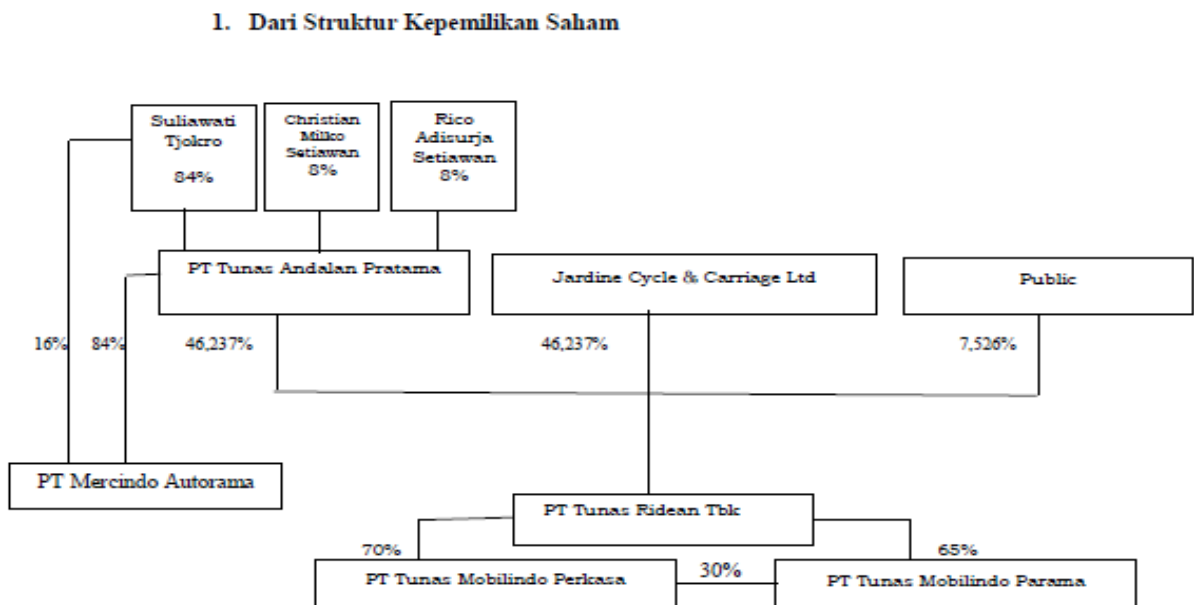 1. Dari Struktur Kepemilikan Saham
Suliawati
Tjokro
84%
Christian
Milko
Setiawan
8%
Rico
Adisurja
Setiawan
8%
PT Tunas Andalan Pratama
Jardine Cycle & Carriage Ltd
Public
16%
84%
46,237%
46,237%
7,526%
PT Mercindo Autorama
PT Tunas Ridean Tbk
70%
65%
PT Tunas Mobilindo Perkasa
30%
PT Tunas Mobilindo Parama